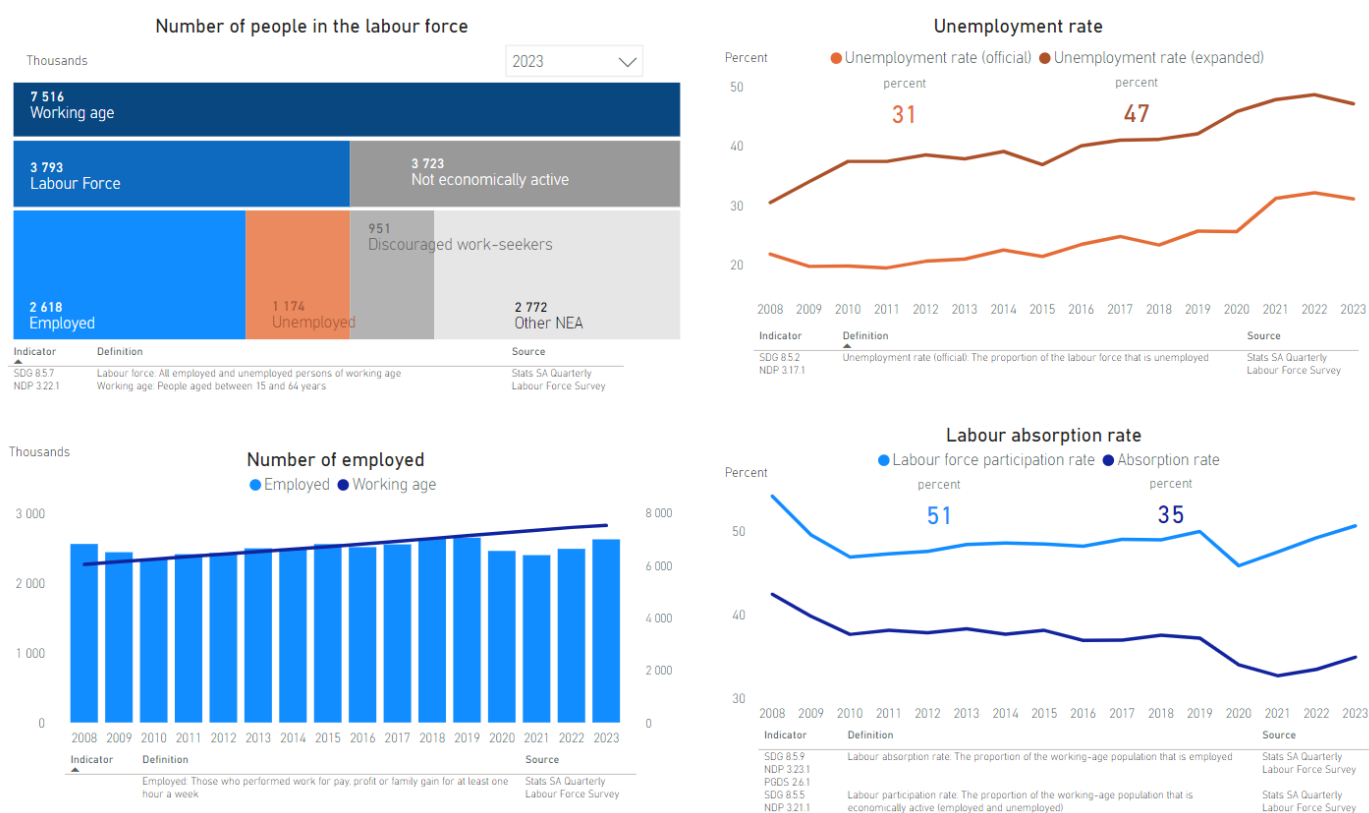 Number of people in the labour force
Thousands
2023
7 516
Working age
3 793
Labour Force
3 723
Not economically active
951
Discouraged work-seekers
2 618
Employed
1 174
Unemployed
2 772
Other NEA
Indicator Definition Source
SDG 8.5.7 Labour force: All employed and unemployed persons of working age Stats SA Quarterly
NDP 3.22.1 Working age: People aged between 15 and 64 years Labour Force Survey
Unemployment rate
Percent
Unemployment rate (official) Unemployment rate (expanded)
percent percent
31 47
50
40
30
20
2008 2009 2010 2011 2012 2013 2014 2015 2016 2017 2018 2019 2020 2021 2022 2023
Indicator Definition Source
SDG 8.5.2 Unemployment rate (official): The proportion of the labour force that is unemployed Stats SA Quarterly
NDP 3.17.1 Labour Force Survey
Thousands
Number of employed
Employed Working age
3 000 8 000
2 000 6 000
4 000
1 000
2 000
0 0
2008 2009 2010 2011 2012 2013 2014 2015 2016 2017 2018 2019 2020 2021 2022 2023
Indicator Definition Source
Employed: Those who performed work for pay, profit or family gain for at least one Stats SA Quarterly
hour a week Labour Force Survey
Labour absorption rate
Labour force participation rate Absorption rate
Percent
percent percent
51 35
50
40
30
2008 2009 2010 2011 2012 2013 2014 2015 2016 2017 2018 2019 2020 2021 2022 2023
Indicator Definition Source
SDG 8.5.9 Labour absorption rate: The proportion of the working-age population that is employed Stats SA Quarterly
NDP 3.23.1 Labour Force Survey
PGDS 2.6.1
SDG 8.5.5 Labour participation rate: The proportion of the working-age population that is Stats SA Quarterly
NDP 3.21.1 economically active (employed and unemployed) Labour Force Survey